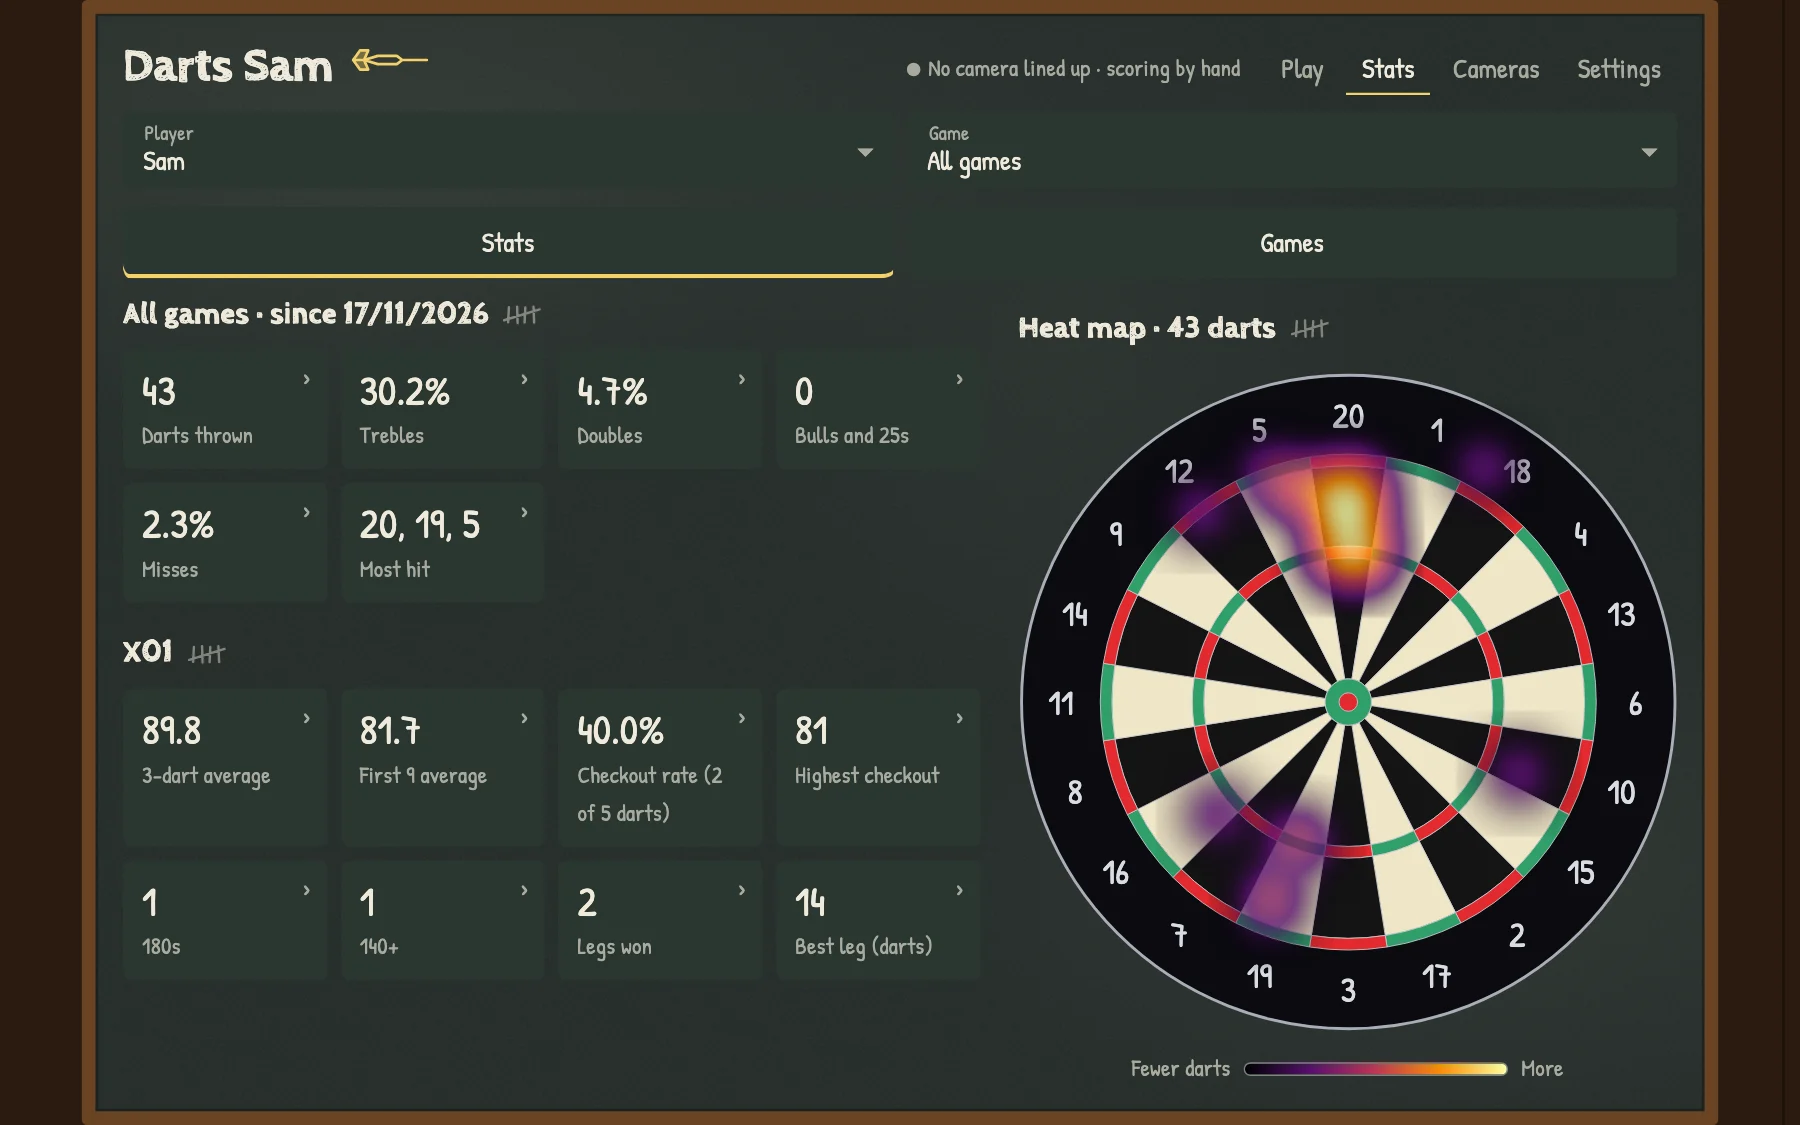 Darts Sam
No camera lined up · scoring by hand
Play
Stats
Cameras
Settings
Player
Sam
Game
All games
Stats
Games
All games · since 17/11/2026
43
Darts thrown
30.2%
Trebles
4.7%
Doubles
0
Bulls and 25s
2.3%
Misses
20, 19, 5
Most hit
X01
89.8
3-dart average
81.7
First 9 average
40.0%
Checkout rate (2
of 5 darts)
81
Highest checkout
1
180s
1
140+
2
Legs won
14
Best leg (darts)
Heat map · 43 darts
20
1
18
4
13
6
10
15
2
17
3
19
7
16
8
11
14
9
12
5
Fewer darts
More